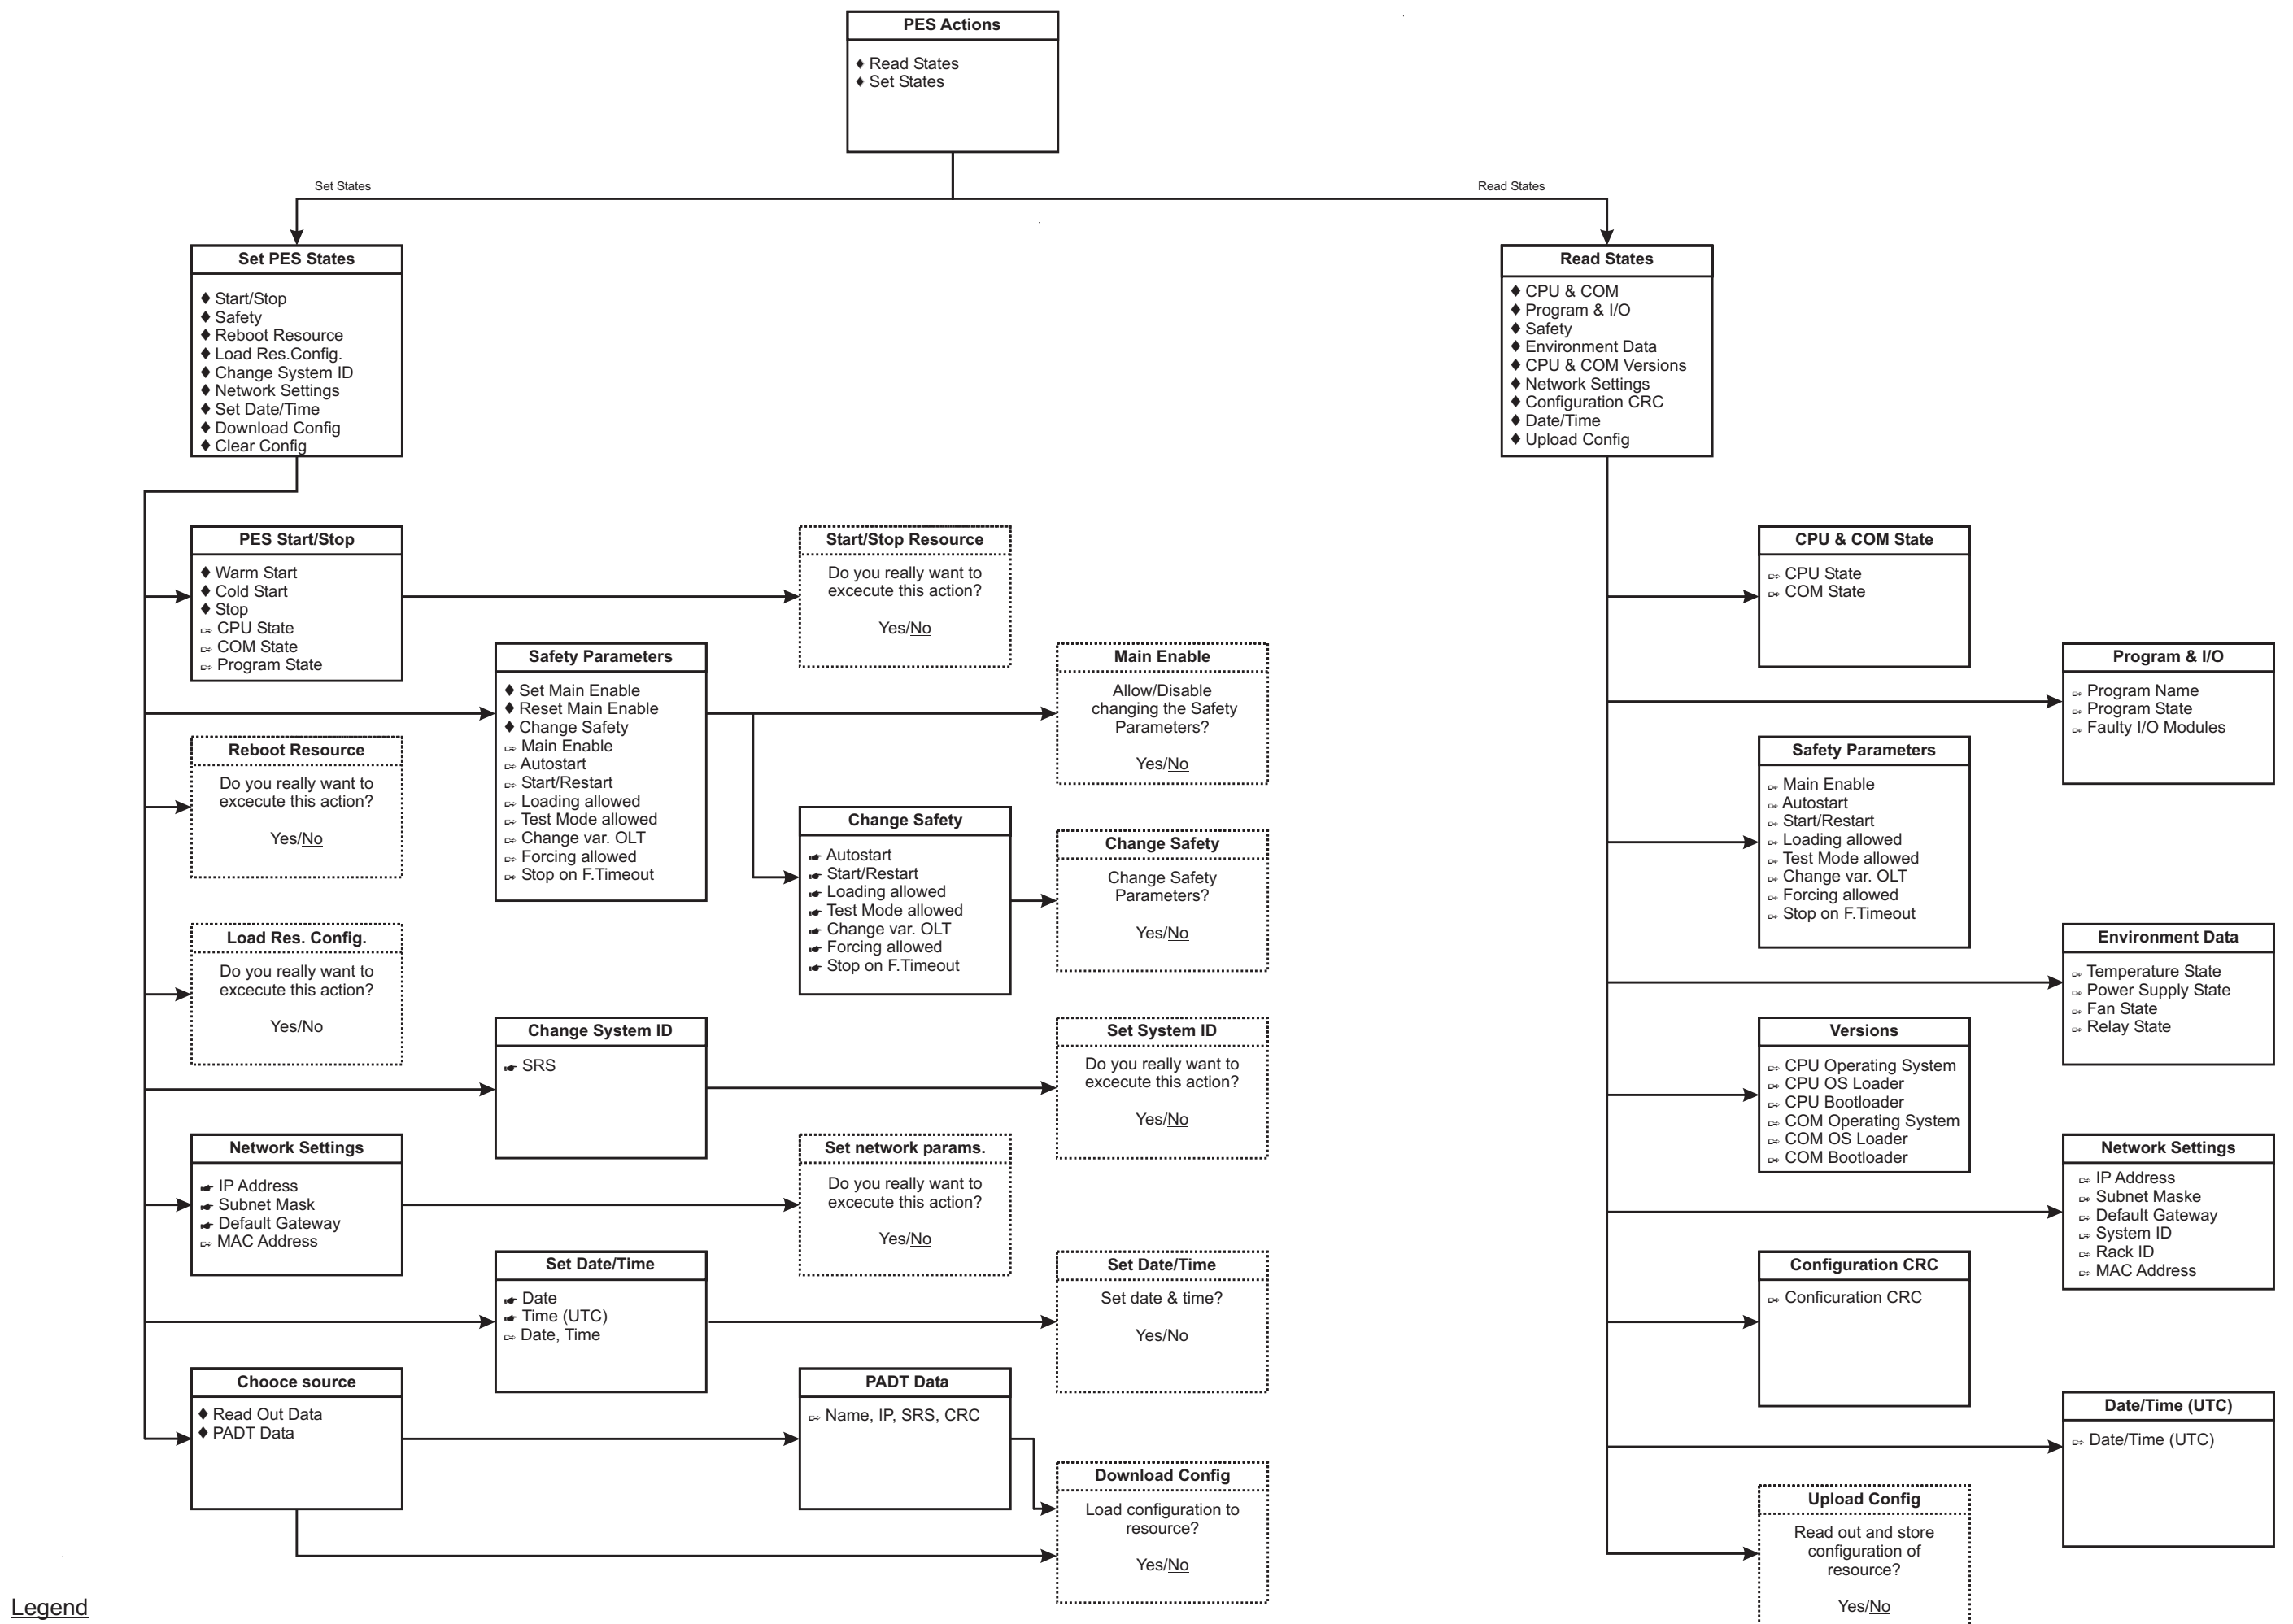 PES Actions
♦ Read States
♦ Set States
Set States
Read States
Set PES States
♦ Start/Stop
♦ Safety
♦ Reboot Resource
♦ Load Res.Config.
♦ Change System ID
♦ Network Settings
♦ Set Date/Time
♦ Download Config
♦ Clear Config
Read States
♦ CPU & COM
♦ Program & I/O
♦ Safety
♦ Environment Data
♦ CPU & COM Versions
♦ Network Settings
♦ Configuration CRC
♦ Date/Time
♦ Upload Config
PES Start/Stop
♦ Warm Start
♦ Cold Start
♦ Stop
CPU State
COM State
Program State
Start/Stop Resource
Do you really want to
excecute this action?
Yes/No
Safety Parameters
♦ Set Main Enable
♦ Reset Main Enable
♦ Change Safety
Main Enable
Autostart
Start/Restart
Loading allowed
Test Mode allowed
Change var. OLT
Forcing allowed
Stop on F.Timeout
Main Enable
Allow/Disable
changing the Safety
Parameters?
Yes/No
Reboot Resource
Do you really want to
excecute this action?
Yes/No
Change Safety
Autostart
Start/Restart
Loading allowed
Test Mode allowed
Change var. OLT
Forcing allowed
Stop on F.Timeout
Change Safety
Change Safety
Parameters?
Yes/No
Load Res. Config.
Do you really want to
excecute this action?
Yes/No
Change System ID
SRS
Set System ID
Do you really want to
excecute this action?
Yes/No
Network Settings
IP Address
Subnet Mask
Default Gateway
MAC Address
Set network params.
Do you really want to
excecute this action?
Yes/No
Set Date/Time
Date
Time (UTC)
Date, Time
Set Date/Time
Set date & time?
Yes/No
Chooce source
♦ Read Out Data
♦ PADT Data
PADT Data
Name, IP, SRS, CRC
Download Config
Load configuration to
resource?
Yes/No
CPU & COM State
CPU State
COM State
Program & I/O
Program Name
Program State
Faulty I/O Modules
Safety Parameters
Main Enable
Autostart
Start/Restart
Loading allowed
Test Mode allowed
Change var. OLT
Forcing allowed
Stop on F.Timeout
Environment Data
Temperature State
Power Supply State
Fan State
Relay State
Versions
CPU Operating System
CPU OS Loader
CPU Bootloader
COM Operating System
COM OS Loader
COM Bootloader
Network Settings
IP Address
Subnet Maske
Default Gateway
System ID
Rack ID
MAC Address
Configuration CRC
Conficuration CRC
Date/Time (UTC)
Date/Time (UTC)
Upload Config
Read out and store
configuration of
resource?
Yes/No
Legend